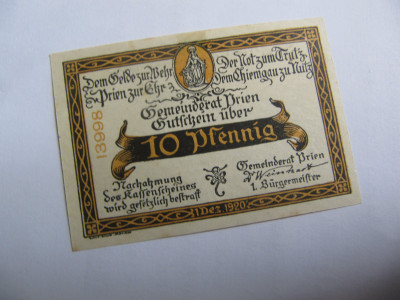 Dem Gelde zur Wehr Der Not zum Trutz
Prien zur Ehr Dem Chiemgau zu Nutz
Gemeinderat Prien
Gutschein über
10 Pfennig
13998
Nachahmung
des Kassenscheines
wird gesetzlich bestraft
Gemeinderat Prien
1. Bürgermeister
1 Dez. 1920